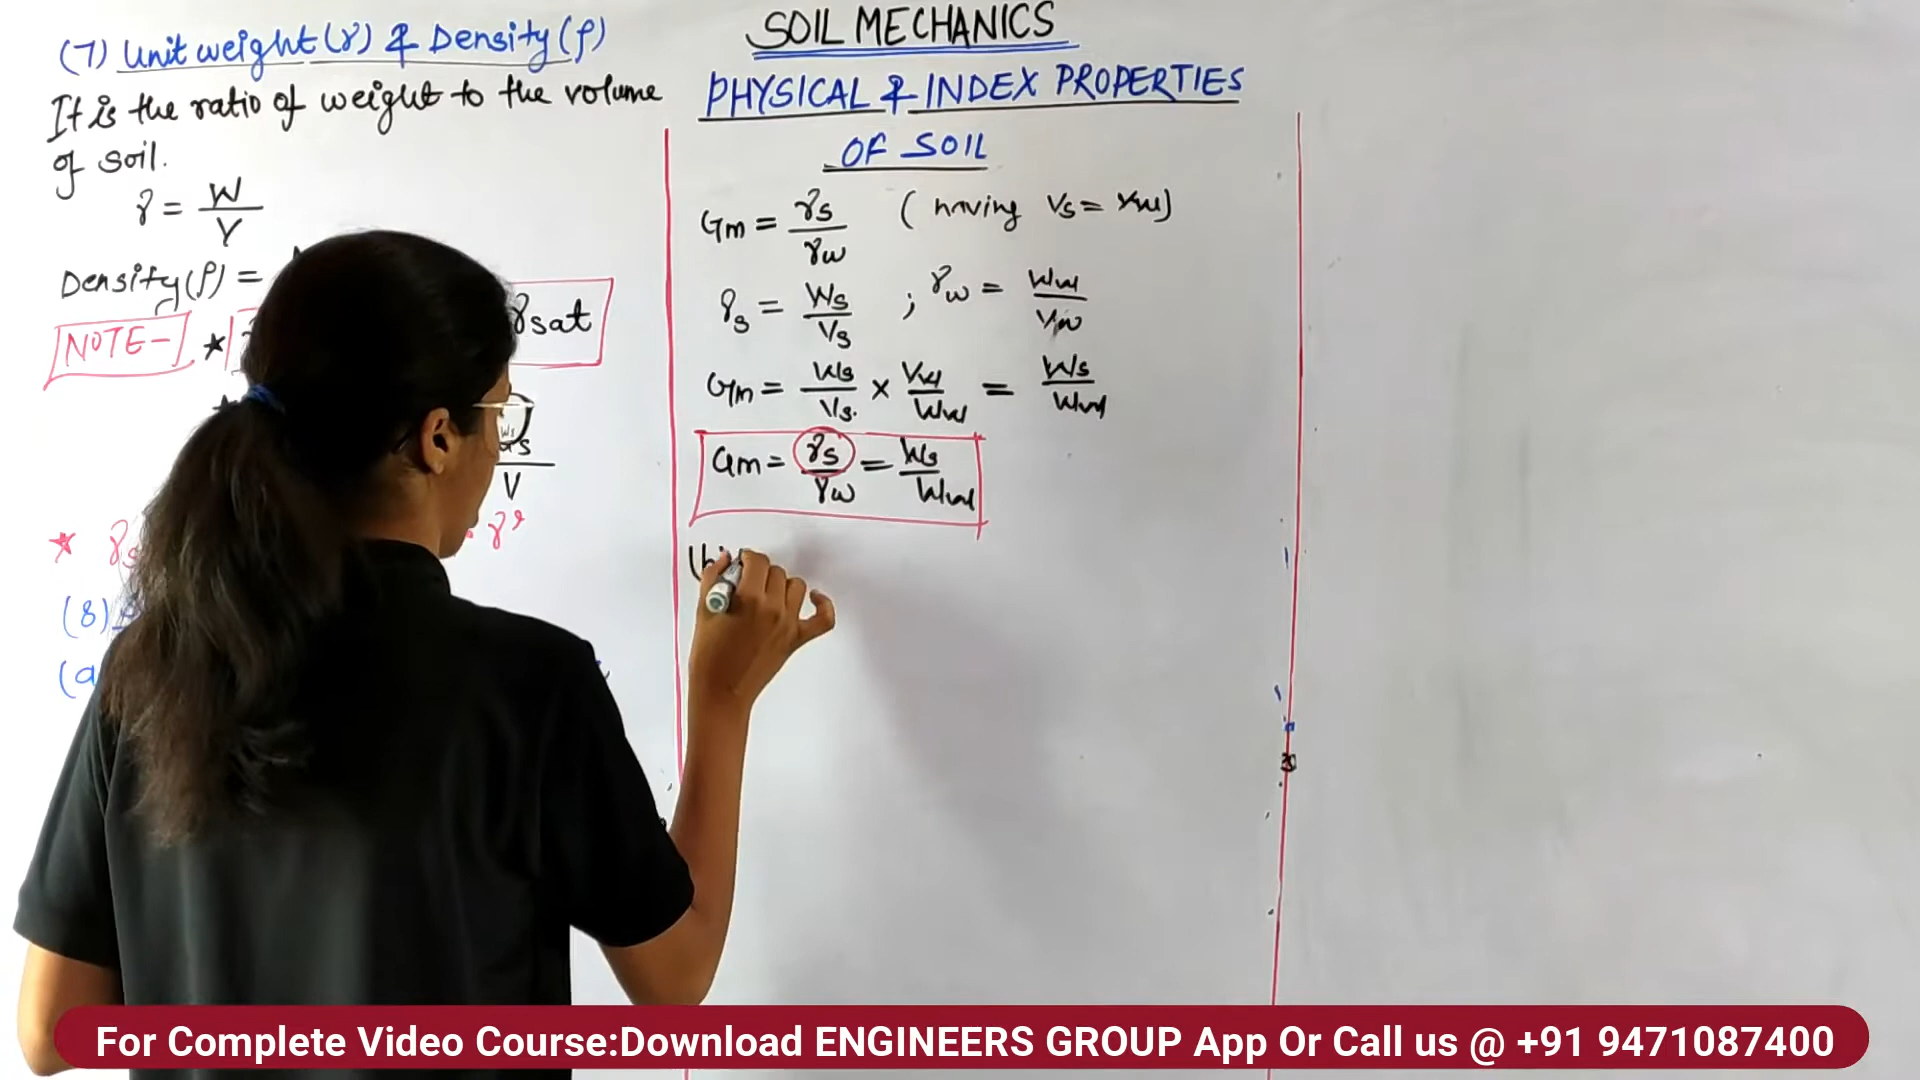 SOIL MECHANICS
PHYSICAL & INDEX PROPERTIES
OF SOIL
(7) Unit weight (γ) & Density (ρ)
It is the ratio of weight to the volume
of soil.
γ = W/V
Density (ρ) =
NOTE - ★ γsat
V
★ γs
(8)
(a
Gm = γs/γw (having Vs = Vw)
γs = Ws/Vs ; γw = Ww/Vw
Gm = Ws/Vs × Vw/Ww = Ws/Ww
Gm = γs/γw = Ws/Ww
(b)
For Complete Video Course:Download ENGINEERS GROUP App Or Call us @ +91 9471087400